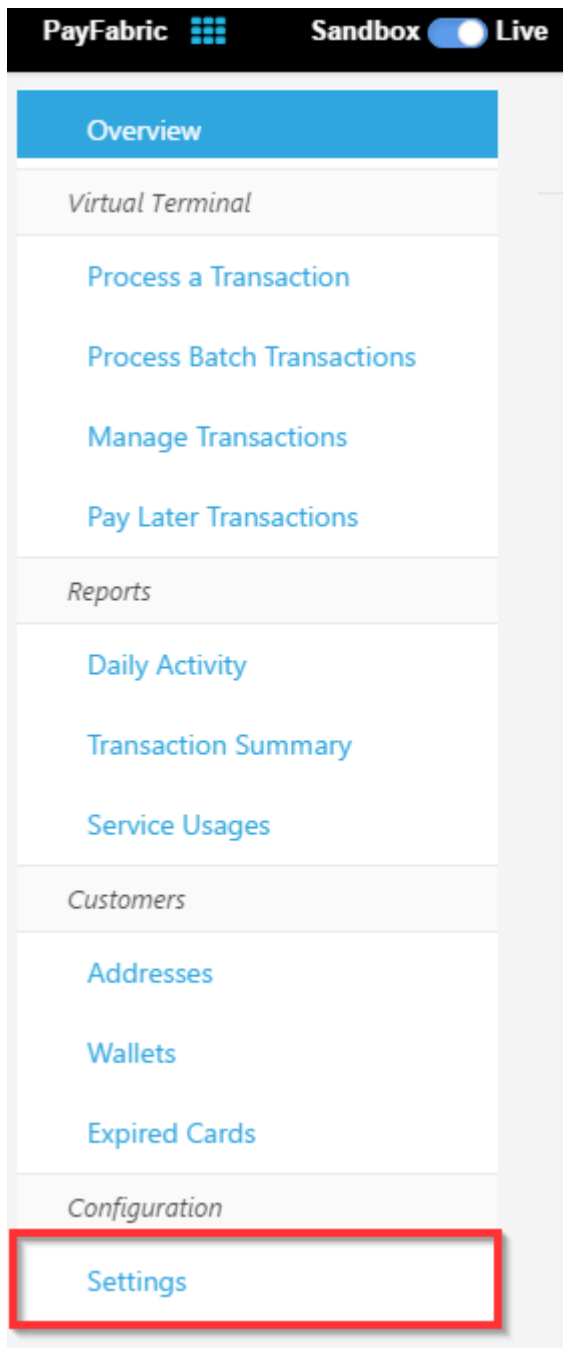 PayFabric Sandbox Live
Overview
Virtual Terminal
Process a Transaction
Process Batch Transactions
Manage Transactions
Pay Later Transactions
Reports
Daily Activity
Transaction Summary
Service Usages
Customers
Addresses
Wallets
Expired Cards
Configuration
Settings